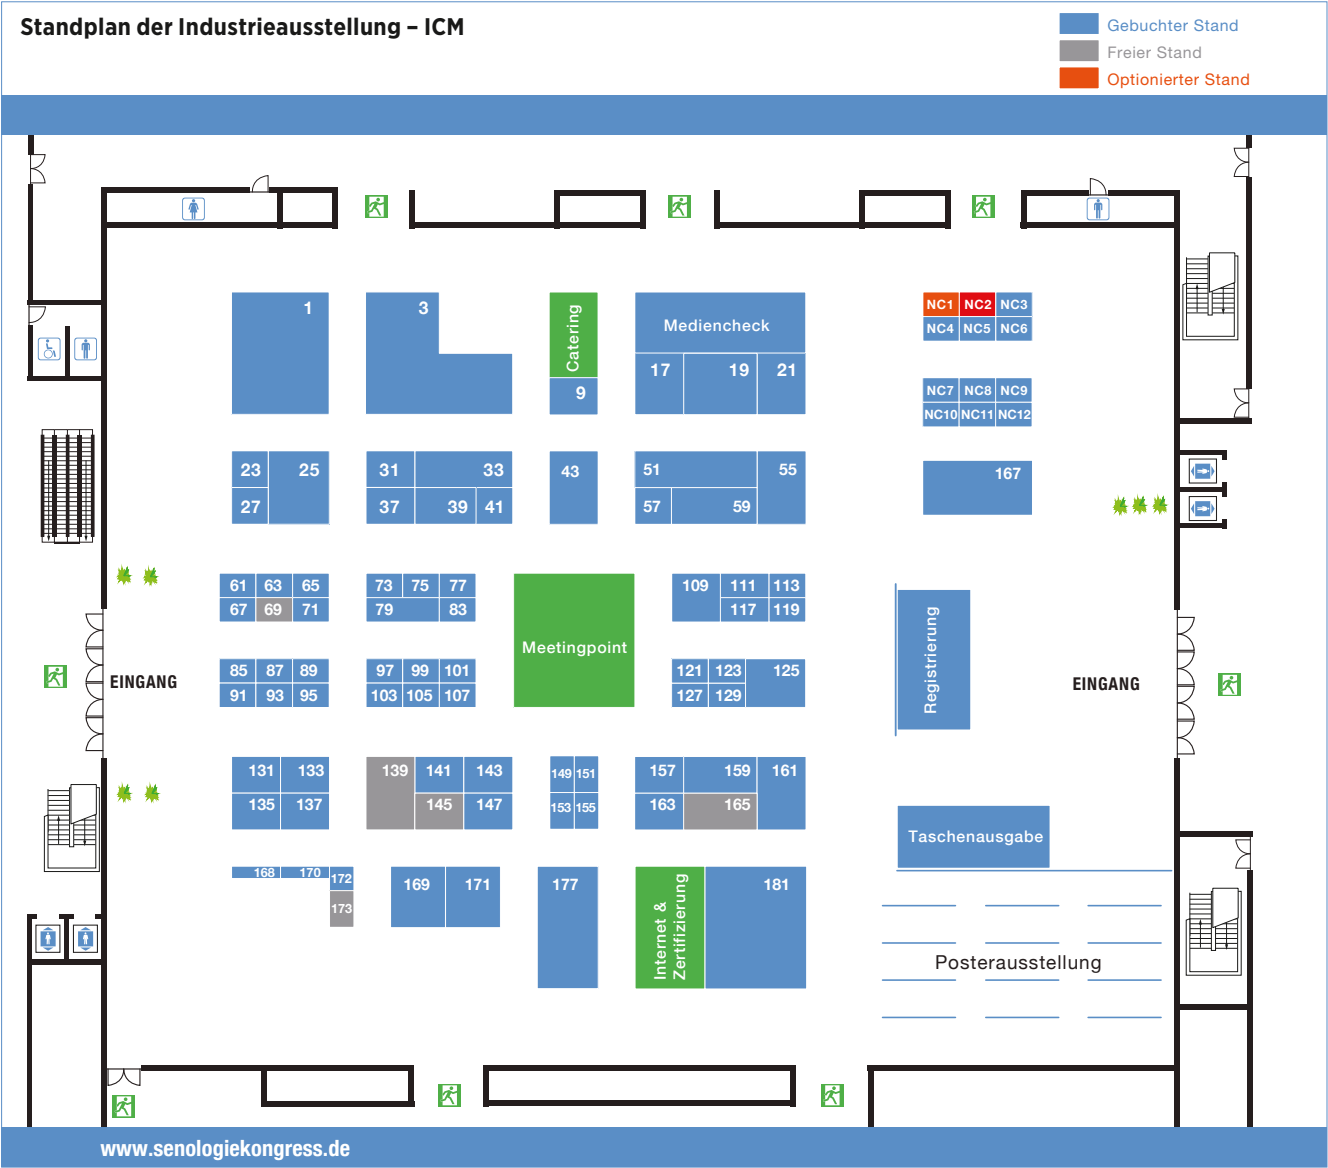 Standplan der Industrieausstellung – ICM
Gebuchter Stand
Freier Stand
Optionierter Stand
1
3
Catering
9
Mediencheck
17 19 21
NC1 NC2 NC3
NC4 NC5 NC6
NC7 NC8 NC9
NC10 NC11 NC12
23 25
27
31 33
37 39 41
43
51 55
57 59
167
61 63 65
67 69 71
73 75 77
79 83
109 111 113
117 119
Meetingpoint
Registrierung
EINGANG
EINGANG
85 87 89
91 93 95
97 99 101
103 105 107
121 123 125
127 129
131 133
135 137
139 141 143
145 147
149 151
153 155
157 159 161
163 165
Taschenausgabe
168 170 172
173
169 171
177
Internet &
Zertifizierung
181
Posterausstellung
www.senologiekongress.de